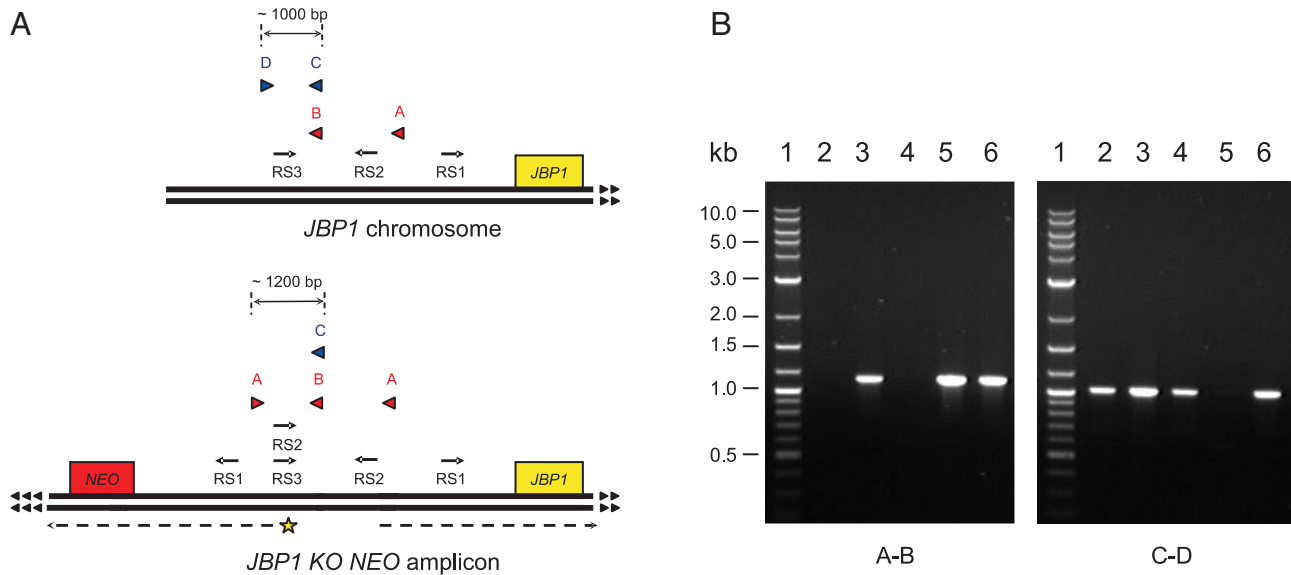 A
~ 1000 bp
D C
B A
RS3 RS2 RS1 JBP1
JBP1 chromosome
~ 1200 bp
C
A B A
RS2
NEO RS1 RS3 RS2 RS1 JBP1
JBP1 KO NEO amplicon
B
kb 1 2 3 4 5 6 1 2 3 4 5 6
10.0
5.0
3.0
2.0
1.5
1.0
0.5
A-B C-D